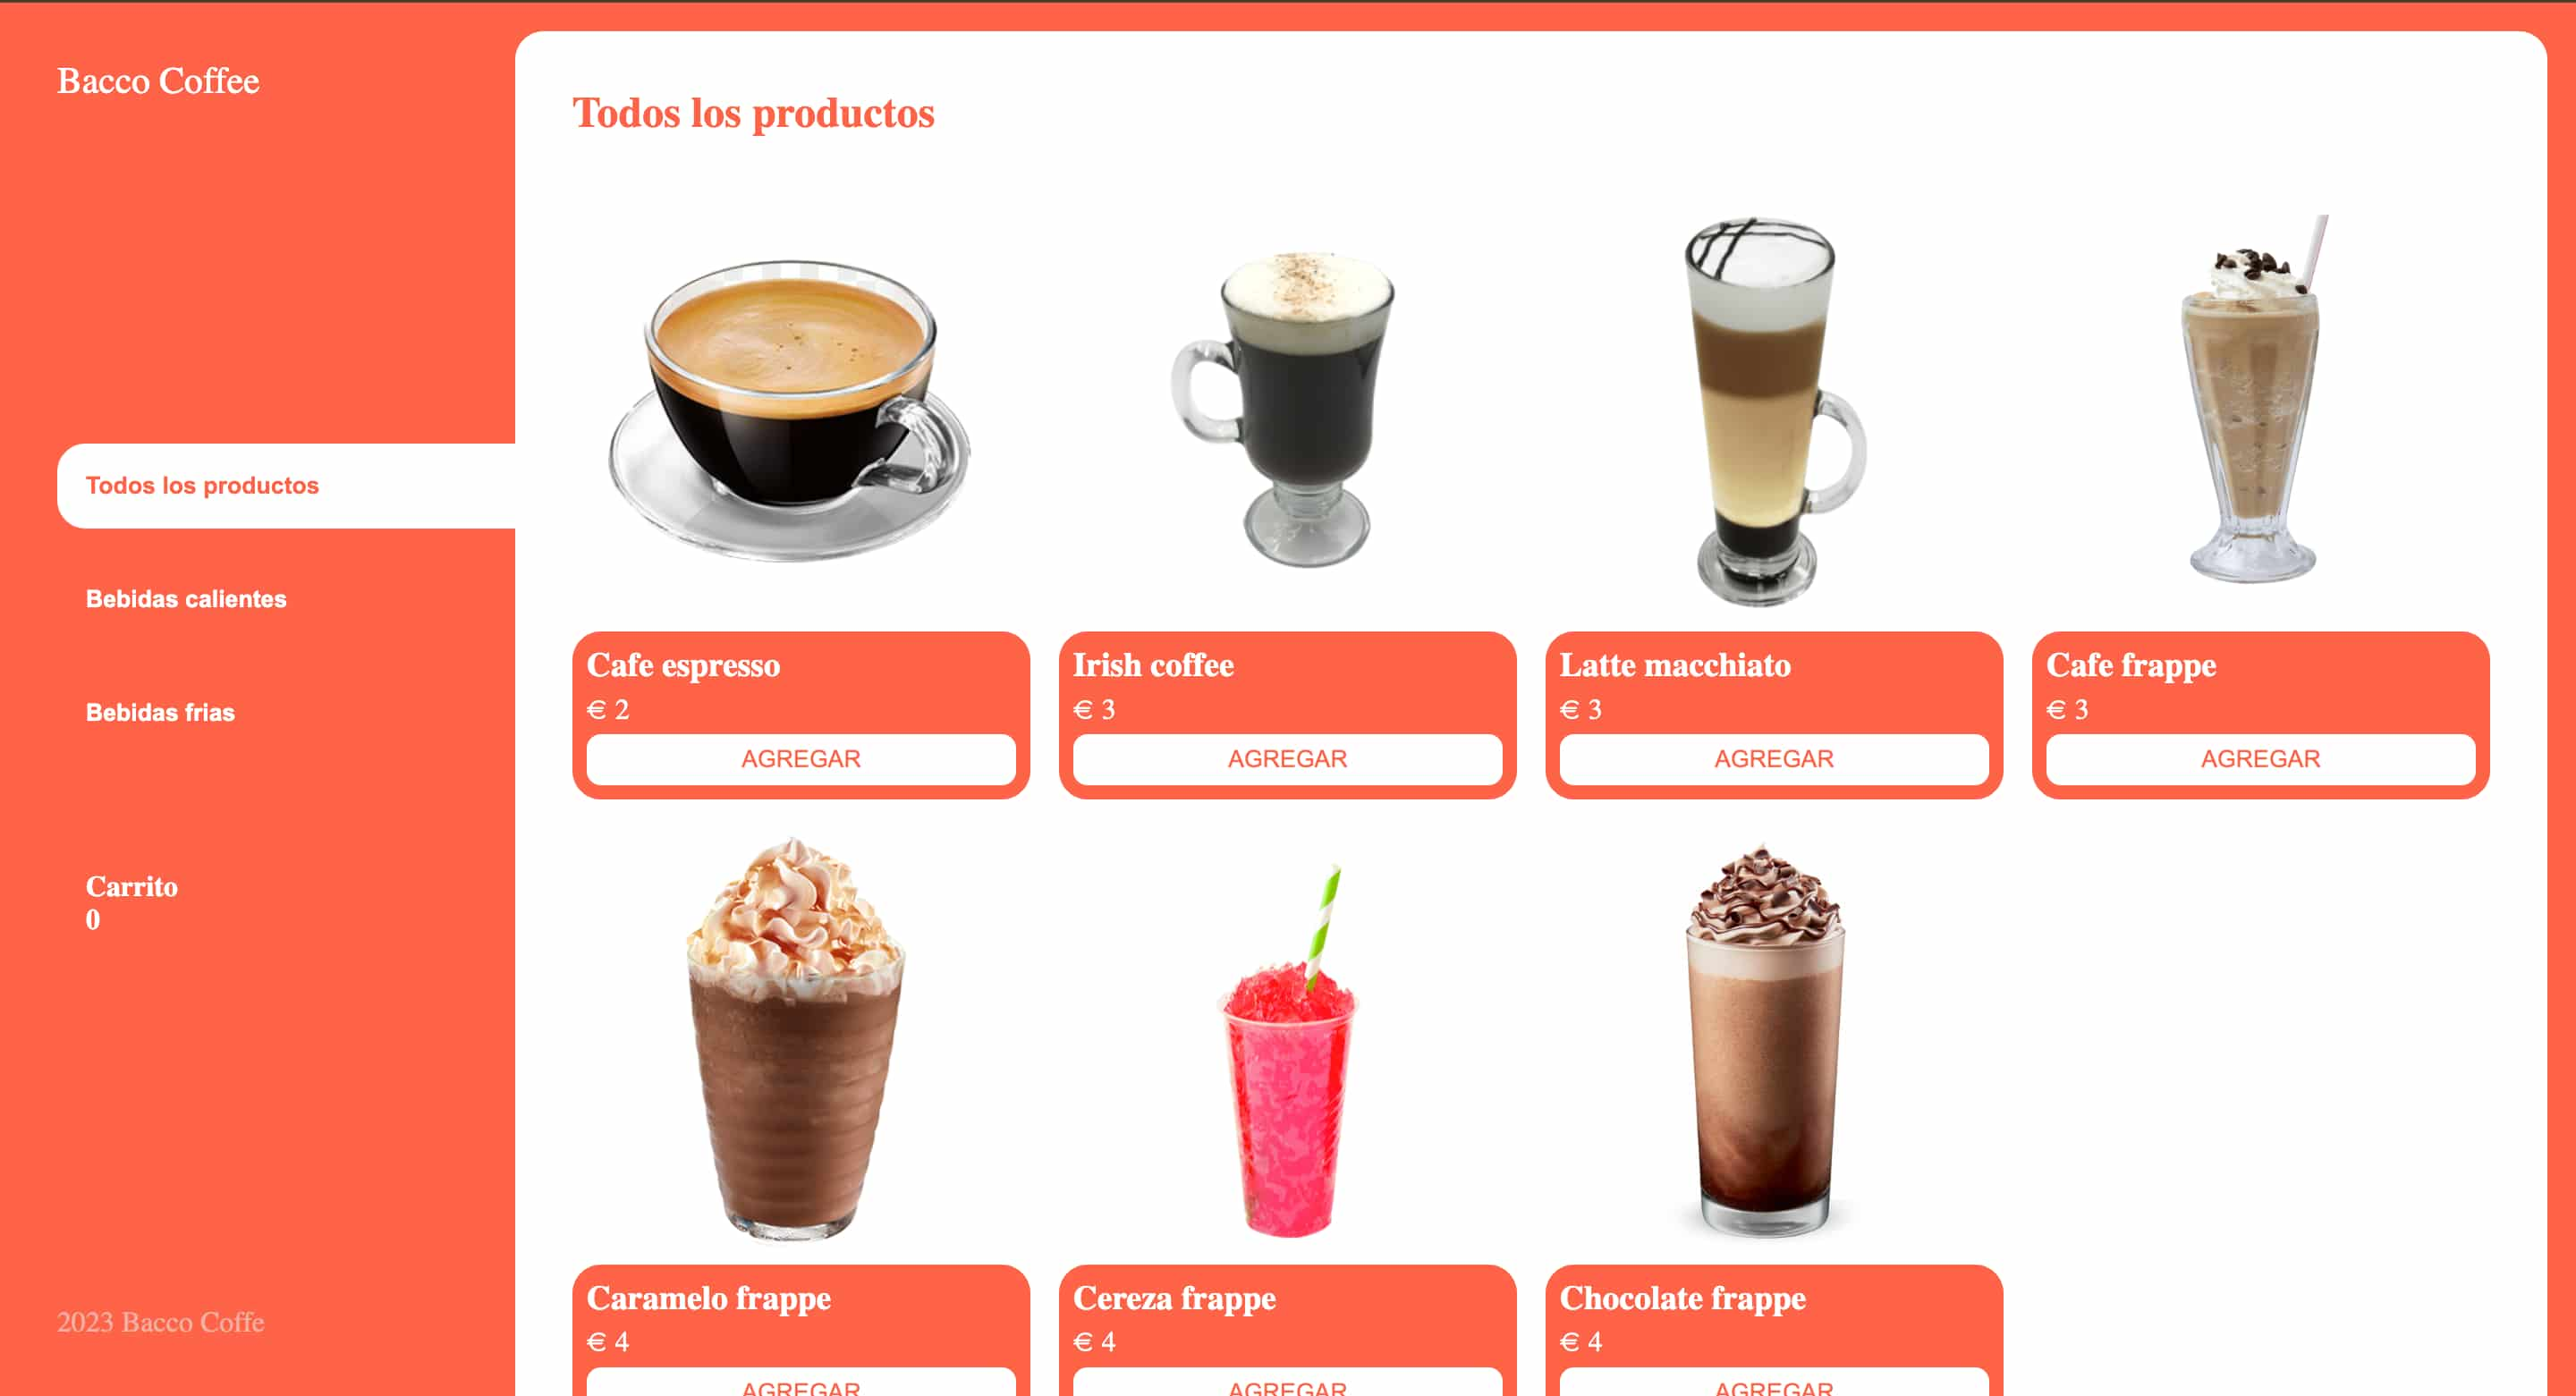 Bacco Coffee
Todos los productos
Bebidas calientes
Bebidas frias
Carrito
0
2023 Bacco Coffe
Todos los productos
Cafe espresso
€ 2
AGREGAR
Irish coffee
€ 3
AGREGAR
Latte macchiato
€ 3
AGREGAR
Cafe frappe
€ 3
AGREGAR
Caramelo frappe
€ 4
AGREGAR
Cereza frappe
€ 4
AGREGAR
Chocolate frappe
€ 4
AGREGAR